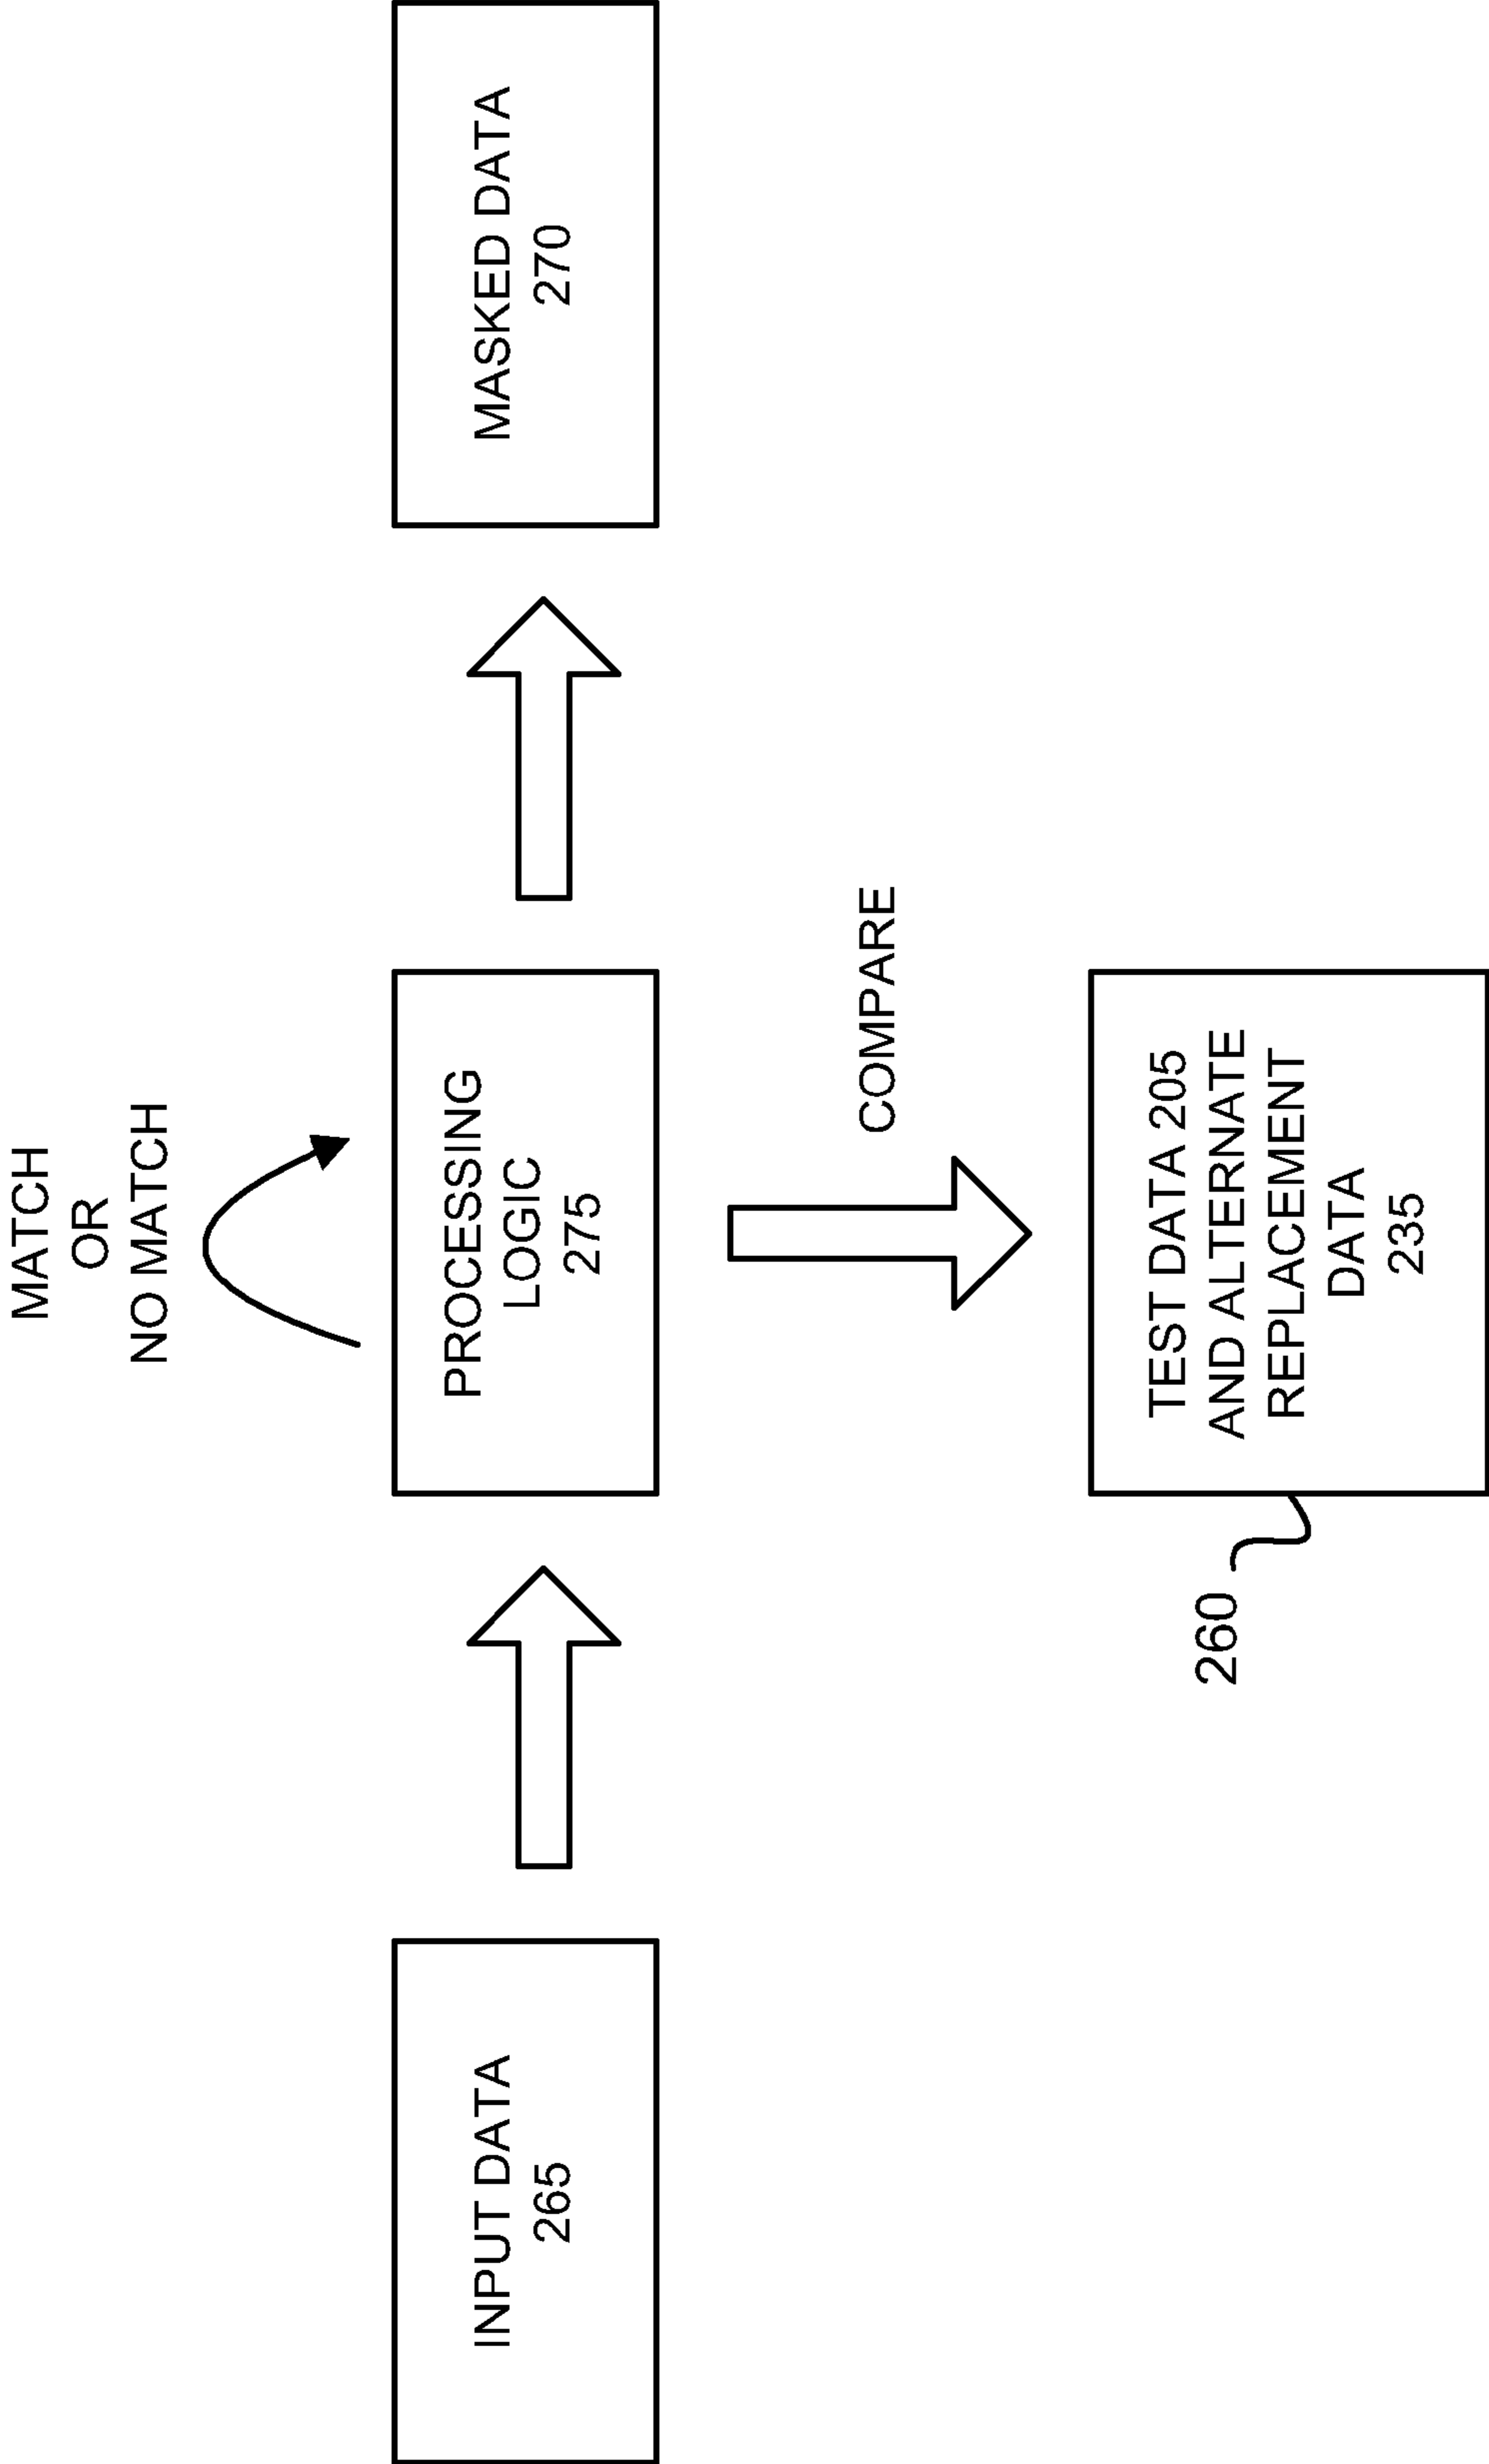 MATCH
OR
NO MATCH
INPUT DATA
265
PROCESSING
LOGIC
275
MASKED DATA
270
COMPARE
260
TEST DATA 205
AND ALTERNATE
REPLACEMENT
DATA
235